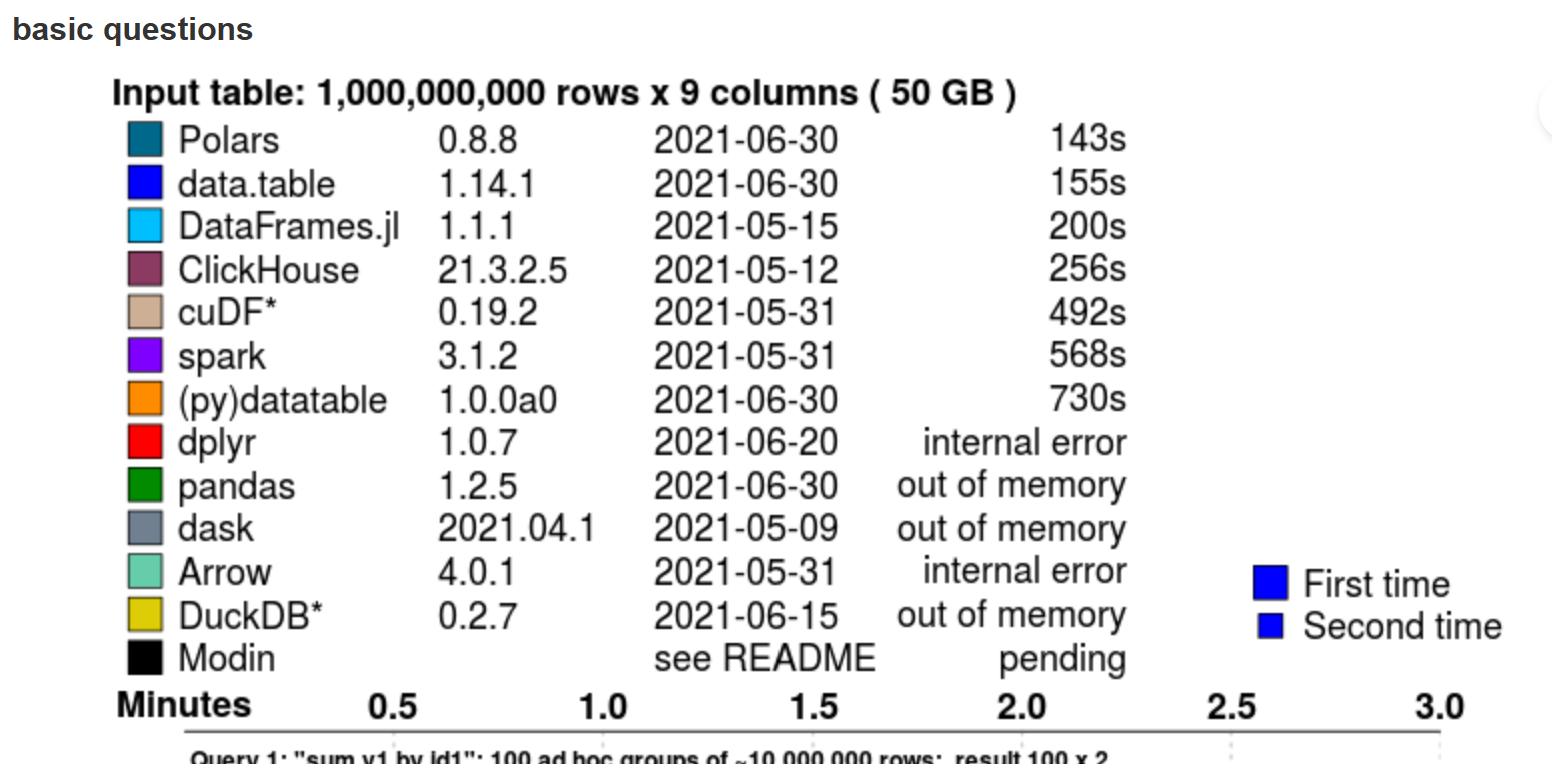 basic questions
Input table: 1,000,000,000 rows x 9 columns ( 50 GB )
Polars 0.8.8 2021-06-30 143s
data.table 1.14.1 2021-06-30 155s
DataFrames.jl 1.1.1 2021-05-15 200s
ClickHouse 21.3.2.5 2021-05-12 256s
cuDF* 0.19.2 2021-05-31 492s
spark 3.1.2 2021-05-31 568s
(py)datatable 1.0.0a0 2021-06-30 730s
dplyr 1.0.7 2021-06-20 internal error
pandas 1.2.5 2021-06-30 out of memory
dask 2021.04.1 2021-05-09 out of memory
Arrow 4.0.1 2021-05-31 internal error
DuckDB* 0.2.7 2021-06-15 out of memory
Modin see README pending
First time
Second time
Minutes 0.5 1.0 1.5 2.0 2.5 3.0
Query 1: "sum v1 by id1": 100 ad hoc groups of ~10,000,000 rows; result 100 x 2